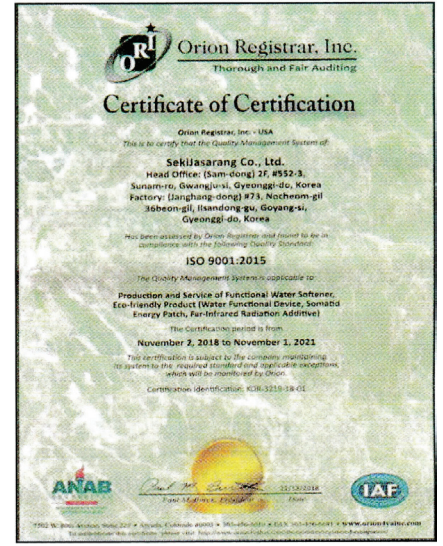 ORI
Orion Registrar, Inc.
Thorough and Fair Auditing
Certificate of Certification
Orion Registrar, Inc. - USA
This is to certify that the Quality Management System of:
SekiJasarang Co., Ltd.
Head Office: (Sam-dong) 2F, #552-3,
Sunam-ro, Gwangju-si, Gyeonggi-do, Korea
Factory: (Janghang-dong) #73, Nocheom-gil
36beon-gil, Ilsandong-gu, Goyang-si,
Gyeonggi-do, Korea
Has been assessed by Orion Registrar and found to be in
compliance with the following Quality Standard:
ISO 9001:2015
The Quality Management System is applicable to:
Production and Service of Functional Water Softener,
Eco-friendly Product (Water Functional Device, Somatid
Energy Patch, Far-Infrared Radiation Additive)
The Certification period is from
November 2, 2018 to November 1, 2021
This certification is subject to the company maintaining
its system to the required standard and applicable exceptions,
which will be monitored by Orion.
Certification Identification:
ANAB
President
Date
IAF